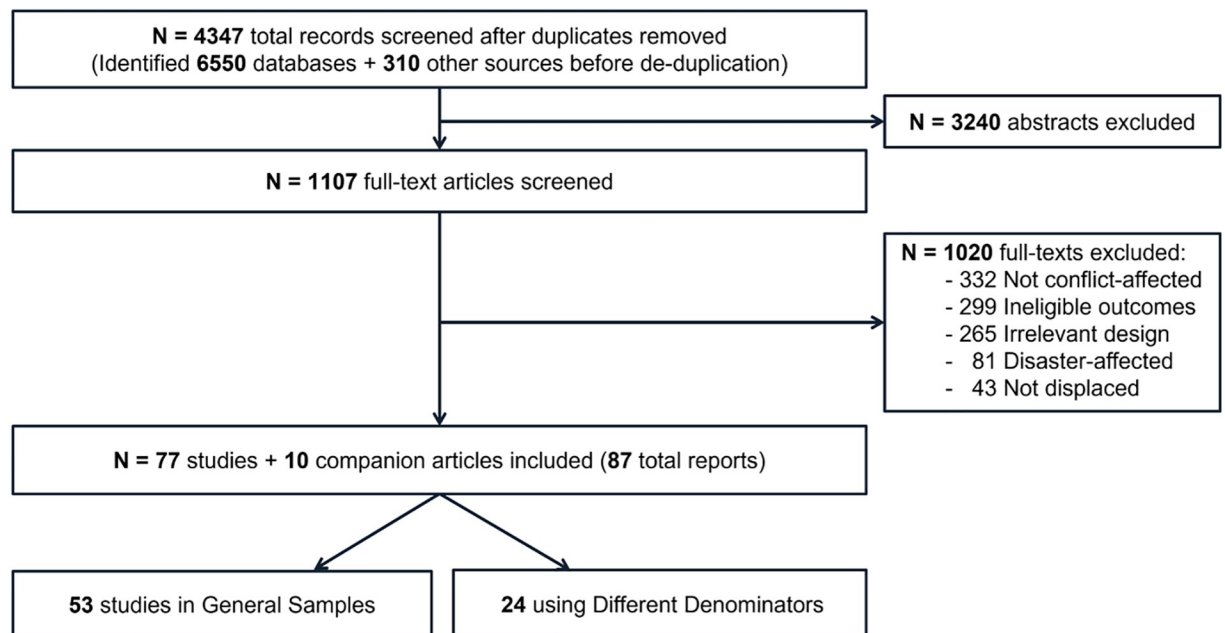 N = 4347 total records screened after duplicates removed
(Identified 6550 databases + 310 other sources before de-duplication)
N = 3240 abstracts excluded
N = 1107 full-text articles screened
N = 1020 full-texts excluded:
- 332 Not conflict-affected
- 299 Ineligible outcomes
- 265 Irrelevant design
- 81 Disaster-affected
- 43 Not displaced
N = 77 studies + 10 companion articles included (87 total reports)
53 studies in General Samples
24 using Different Denominators